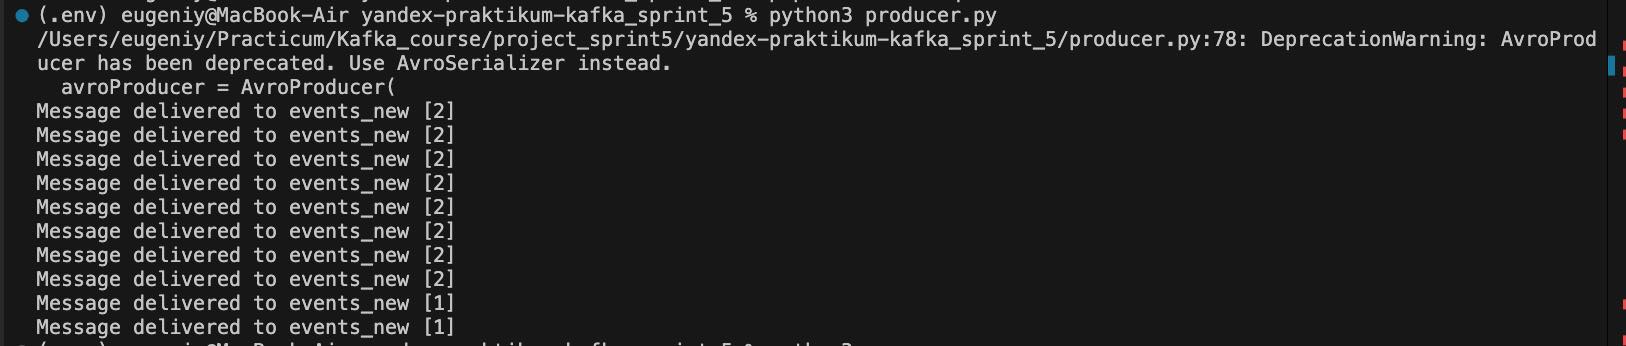 (.env) eugeniy@MacBook-Air yandex-praktikum-kafka_sprint_5 % python3 producer.py
/Users/eugeniy/Practicum/Kafka_course/project_sprint5/yandex-praktikum-kafka_sprint_5/producer.py:78: DeprecationWarning: AvroProd
ucer has been deprecated. Use AvroSerializer instead.
  avroProducer = AvroProducer(
Message delivered to events_new [2]
Message delivered to events_new [2]
Message delivered to events_new [2]
Message delivered to events_new [2]
Message delivered to events_new [2]
Message delivered to events_new [2]
Message delivered to events_new [2]
Message delivered to events_new [2]
Message delivered to events_new [1]
Message delivered to events_new [1]